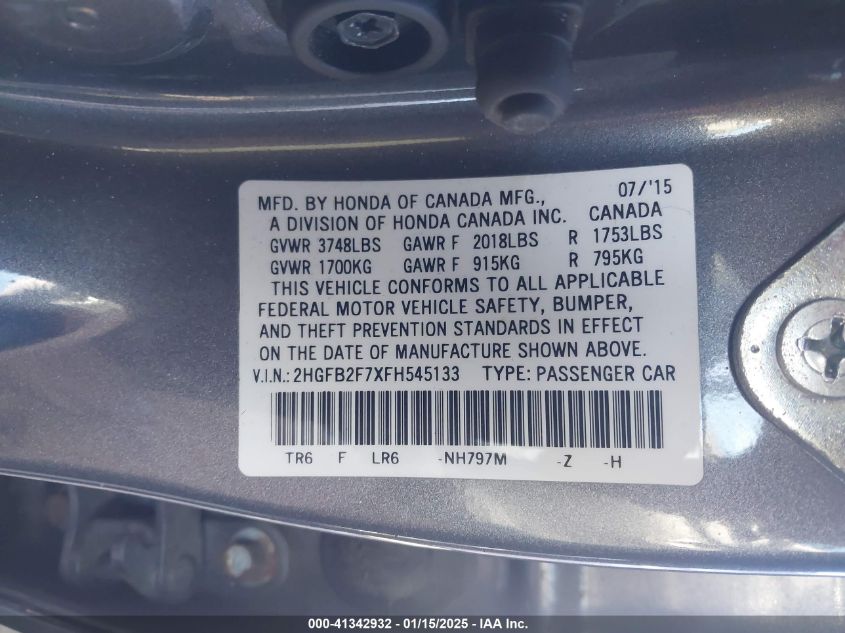 MFD. BY HONDA OF CANADA MFG., 07/'15
A DIVISION OF HONDA CANADA INC. CANADA
GVWR 3748LBS GAWR F 2018LBS R 1753LBS
GVWR 1700KG GAWR F 915KG R 795KG
THIS VEHICLE CONFORMS TO ALL APPLICABLE
FEDERAL MOTOR VEHICLE SAFETY, BUMPER,
AND THEFT PREVENTION STANDARDS IN EFFECT
ON THE DATE OF MANUFACTURE SHOWN ABOVE.
V.I.N.: 2HGFB2F7XFH545133 TYPE: PASSENGER CAR
TR6 F LR6 -NH797M -Z -H
000-41342932 - 01/15/2025 - IAA Inc.